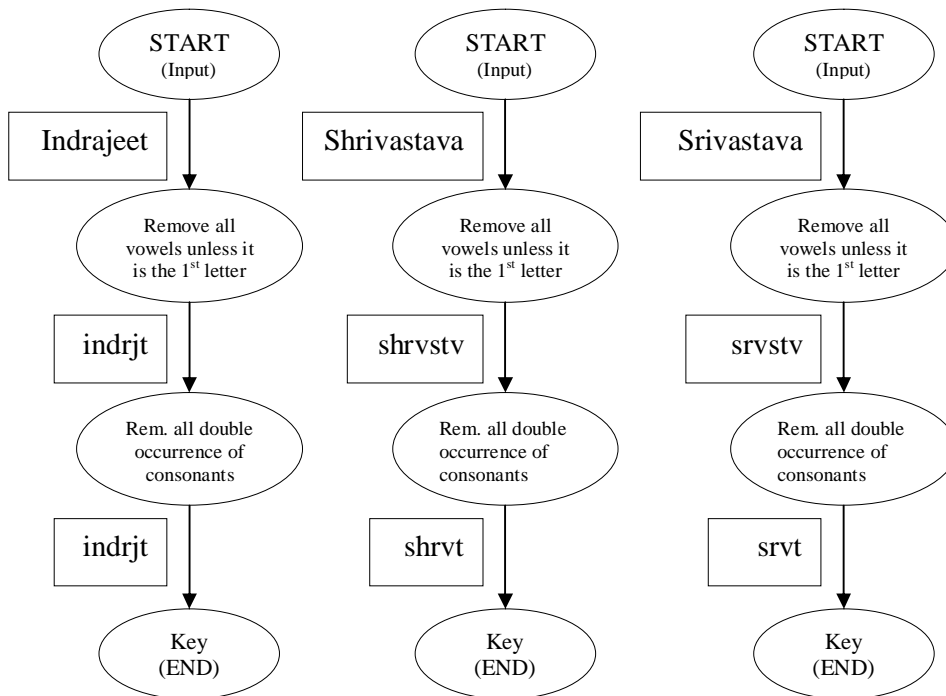 START
(Input)
Indrajeet
Remove all
vowels unless it
is the 1st letter
indrjt
Rem. all double
occurrence of
consonants
indrjt
Key
(END)
START
(Input)
Shrivastava
Remove all
vowels unless it
is the 1st letter
shrvstv
Rem. all double
occurrence of
consonants
shrvt
Key
(END)
START
(Input)
Srivastava
Remove all
vowels unless it
is the 1st letter
srvstv
Rem. all double
occurrence of
consonants
srvt
Key
(END)